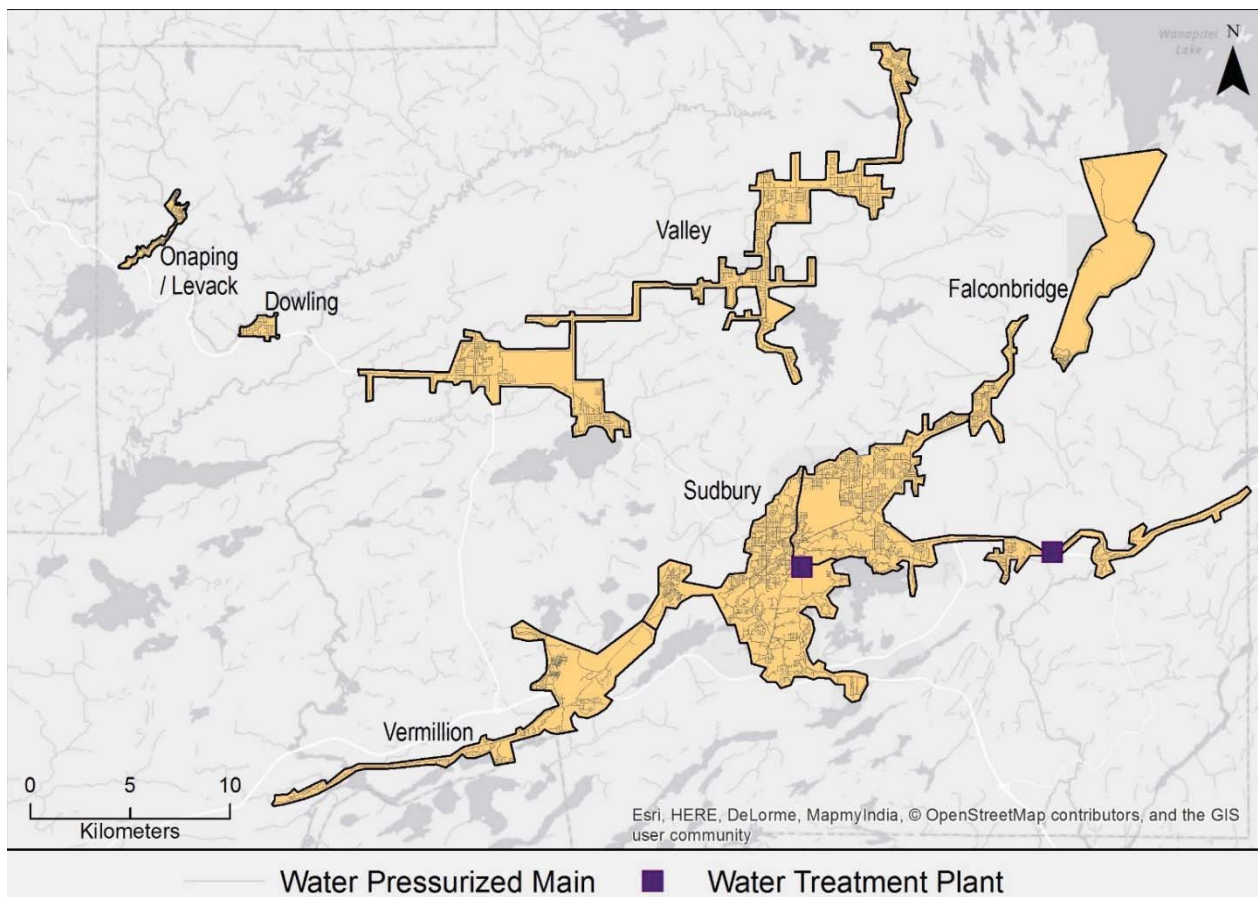 Wanapitei
Lake
N
Valley
Onaping
/ Levack
Falconbridge
Dowling
Sudbury
Vermillion
0 5 10
Kilometers
Esri, HERE, DeLorme, MapmyIndia, © OpenStreetMap contributors, and the GIS
user community
Water Pressurized Main Water Treatment Plant